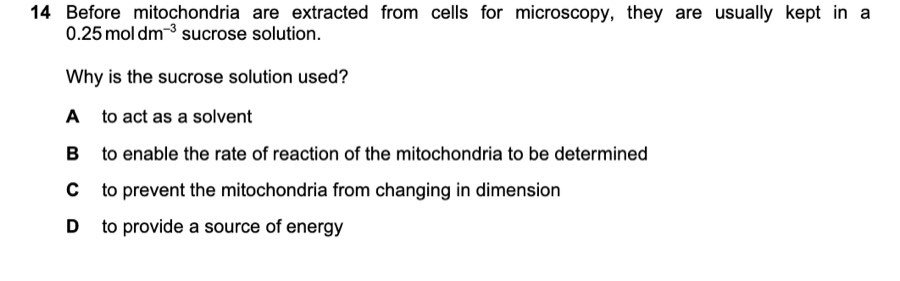 14 Before mitochondria are extracted from cells for microscopy, they are usually kept in a
0.25 mol dm⁻³ sucrose solution.
Why is the sucrose solution used?
A to act as a solvent
B to enable the rate of reaction of the mitochondria to be determined
C to prevent the mitochondria from changing in dimension
D to provide a source of energy